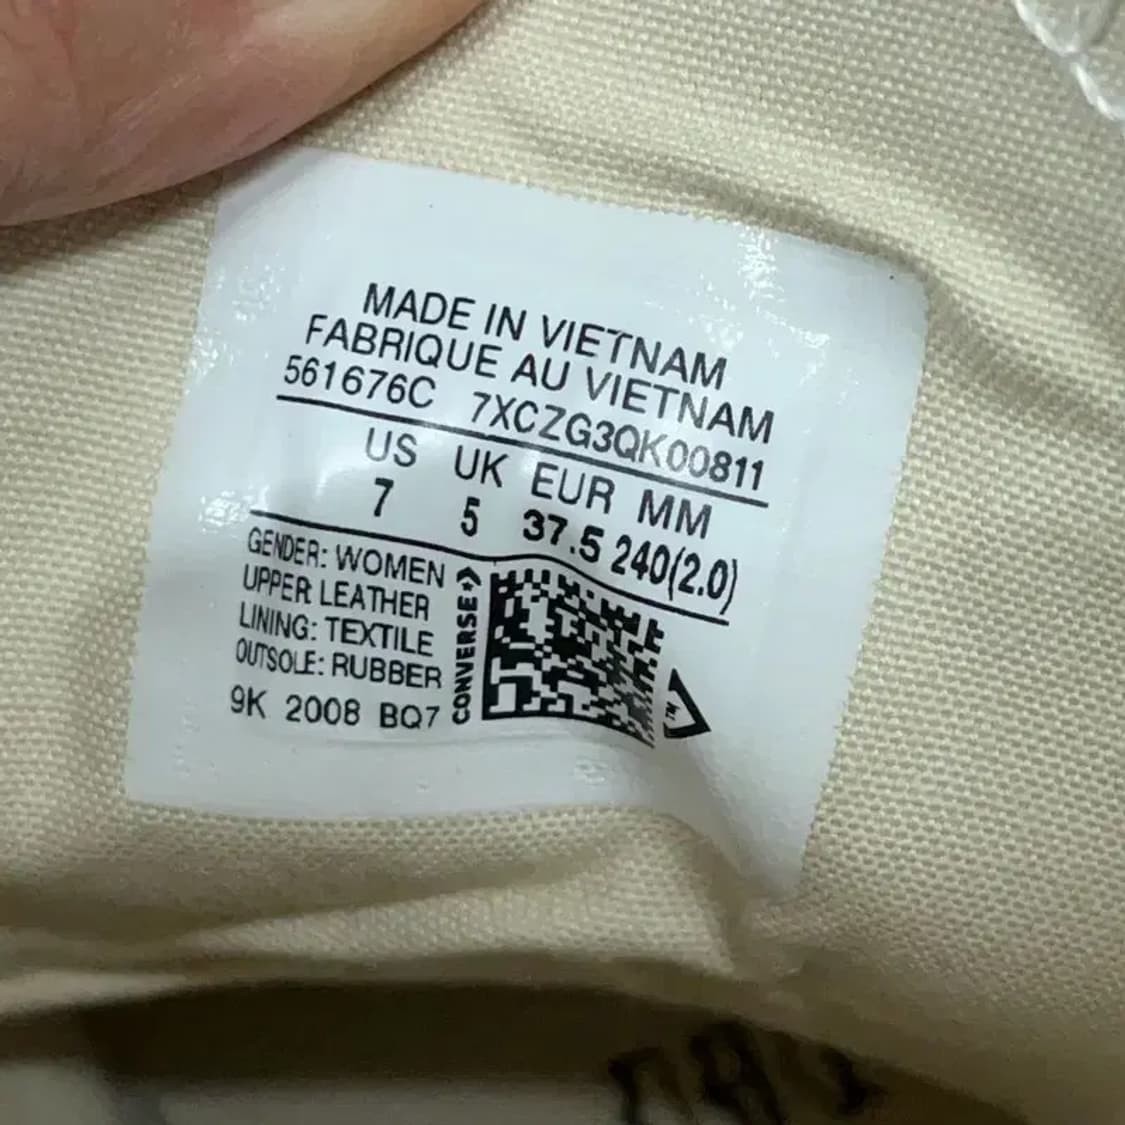 MADE IN VIETNAM
FABRIQUE AU VIETNAM
561676C 7XCZG3QK00811
US UK EUR MM
7 5 37.5 240(2.0)
GENDER: WOMEN
UPPER: LEATHER
LINING: TEXTILE
OUTSOLE: RUBBER
9K 2008 BQ7
CONVERSE